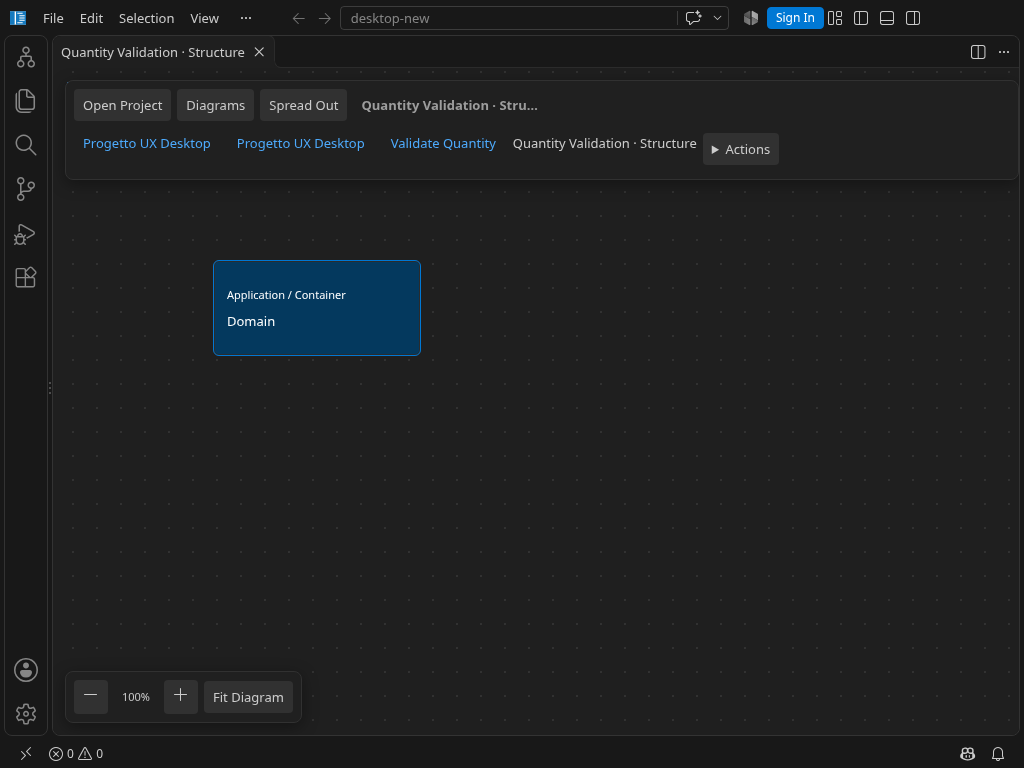 File Edit Selection View ··· desktop-new Sign In
Quantity Validation · Structure
Open Project Diagrams Spread Out Quantity Validation · Stru...
Progetto UX Desktop Progetto UX Desktop Validate Quantity Quantity Validation · Structure Actions
Application / Container
Domain
100% Fit Diagram
0 0